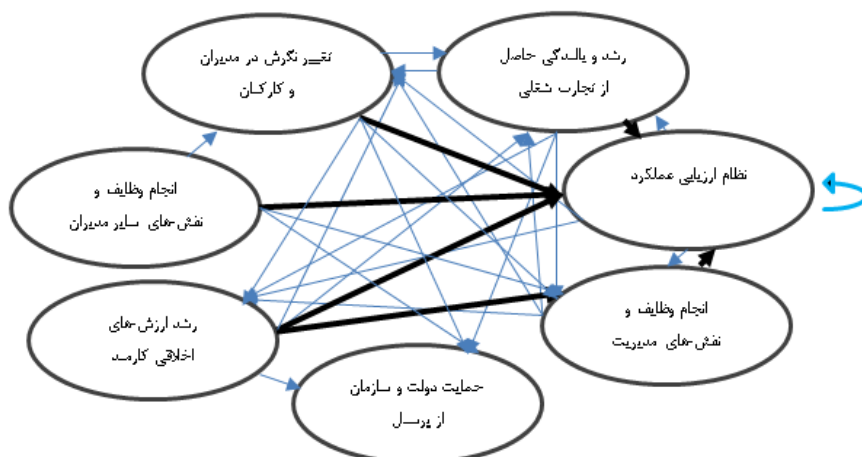 تغییر نگرش در مدیران
و کارکنان
رشد و بالندگی حاصل
از تجارب شغلی
نظام ارزیابی عملکرد
انجام وظایف و
نقش‌های سایر مدیران
انجام وظایف و
نقش‌های مدیریت
رشد ارزش‌های
اخلاقی کارمند
حمایت دولت و سازمان
از پرسنل